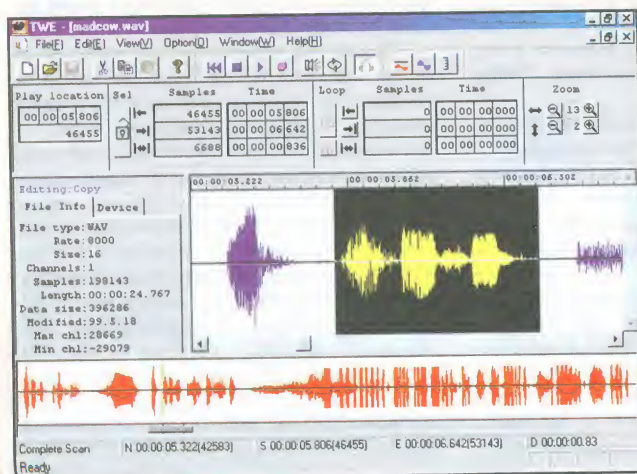 TWE - [madcow.wav]
File(F) Edit(E) View(V) Option(O) Window(W) Help(H)
Play location Sel Samples Time Loop Samples Time Zoom
00 00 05 806 46455 00 00 05 806 0 00 00 00 000 13
46455 53143 00 00 06 642 0 00 00 00 000 2
6688 00 00 00 836 0 00 00 00 000
Editing:Copy
File Info Device
File type:WAV
Rate:8000
Size:16
Channels:1
Samples:198143
Length:00:00:24.767
Data size:396286
Modified:99.5.18
Max chl:28669
Min chl:-29079
00:00:05.222 00:00:05.862 00:00:06.502
Complete Scan N 00:00:05.322(42583) S 00:00:05.806(46455) E 00:00:06.642(53143) D 00:00:00.83
Ready